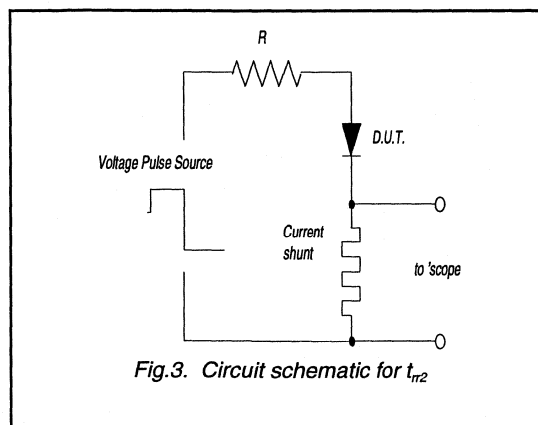 R
D.U.T.
Voltage Pulse Source
Current
shunt
to 'scope
Fig.3. Circuit schematic for trr2